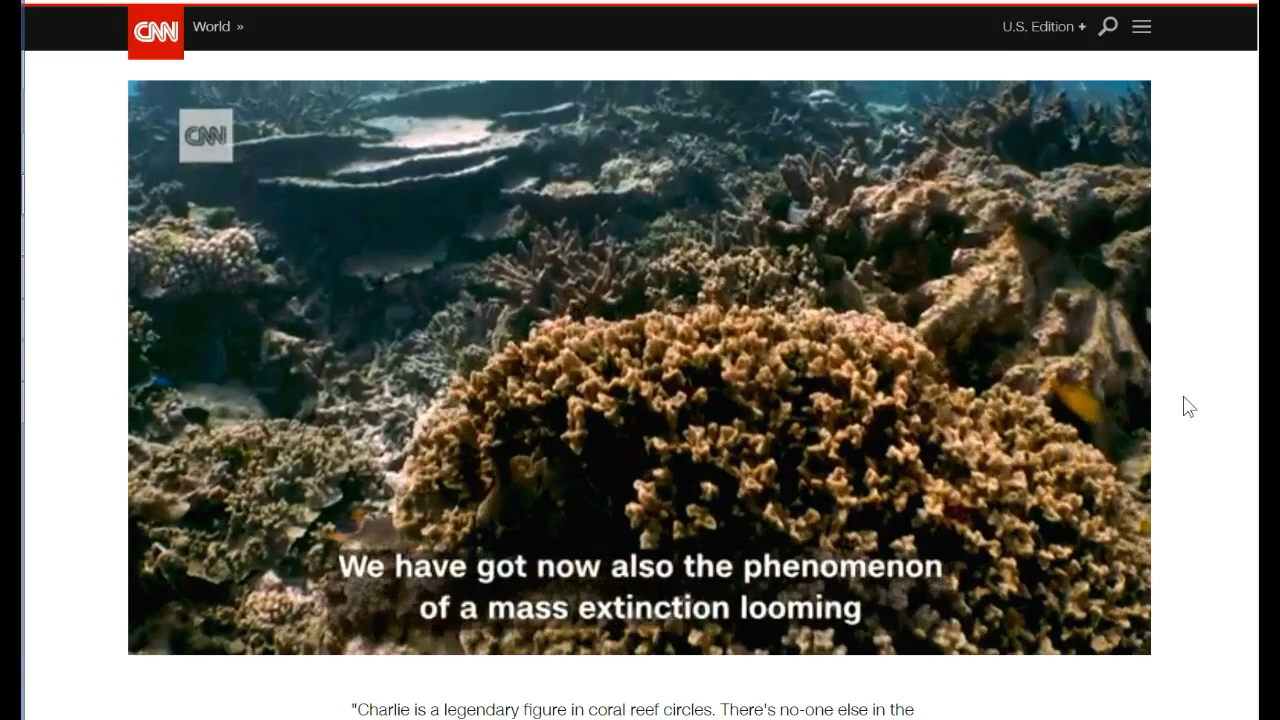 CNN World » U.S. Edition +
CNN
We have got now also the phenomenon
of a mass extinction looming
"Charlie is a legendary figure in coral reef circles. There's no-one else in the